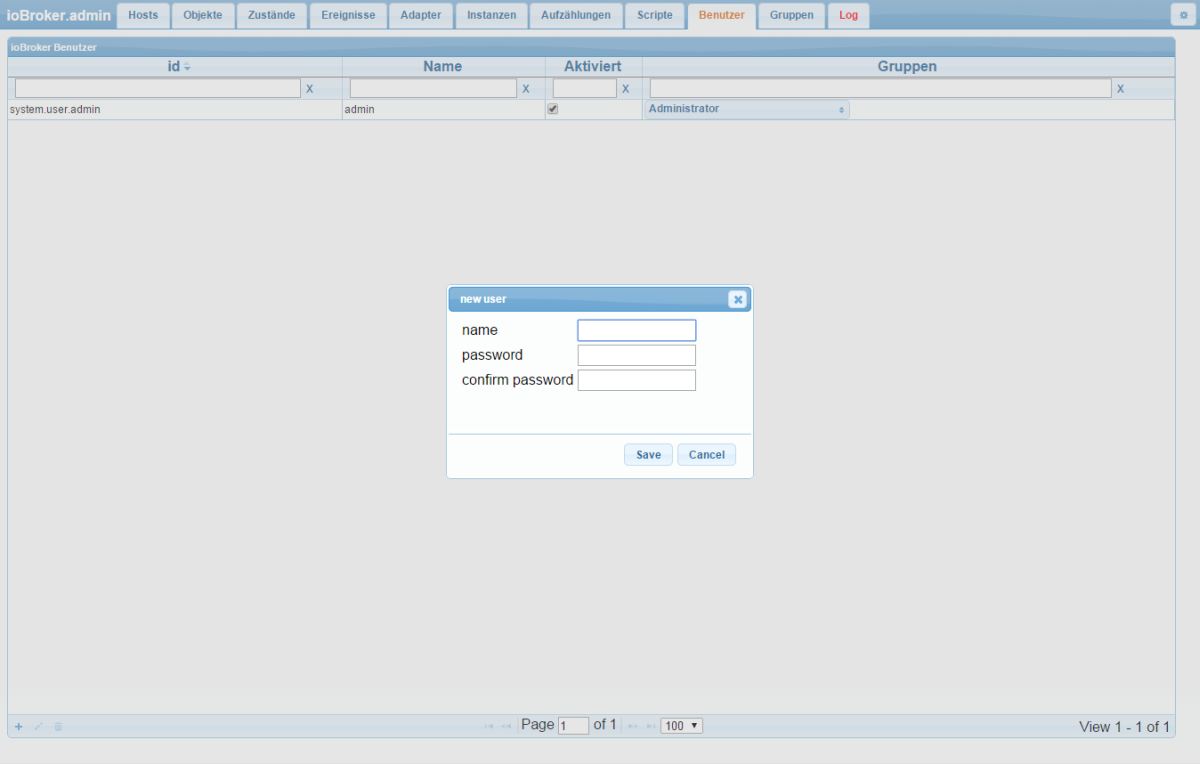 ioBroker.admin Hosts Objekte Zustände Ereignisse Adapter Instanzen Aufzählungen Scripte Benutzer Gruppen Log
ioBroker Benutzer
id Name Aktiviert Gruppen
X X X X
system.user.admin admin Administrator
new user
name
password
confirm password
Save Cancel
Page 1 of 1 100 View 1 - 1 of 1